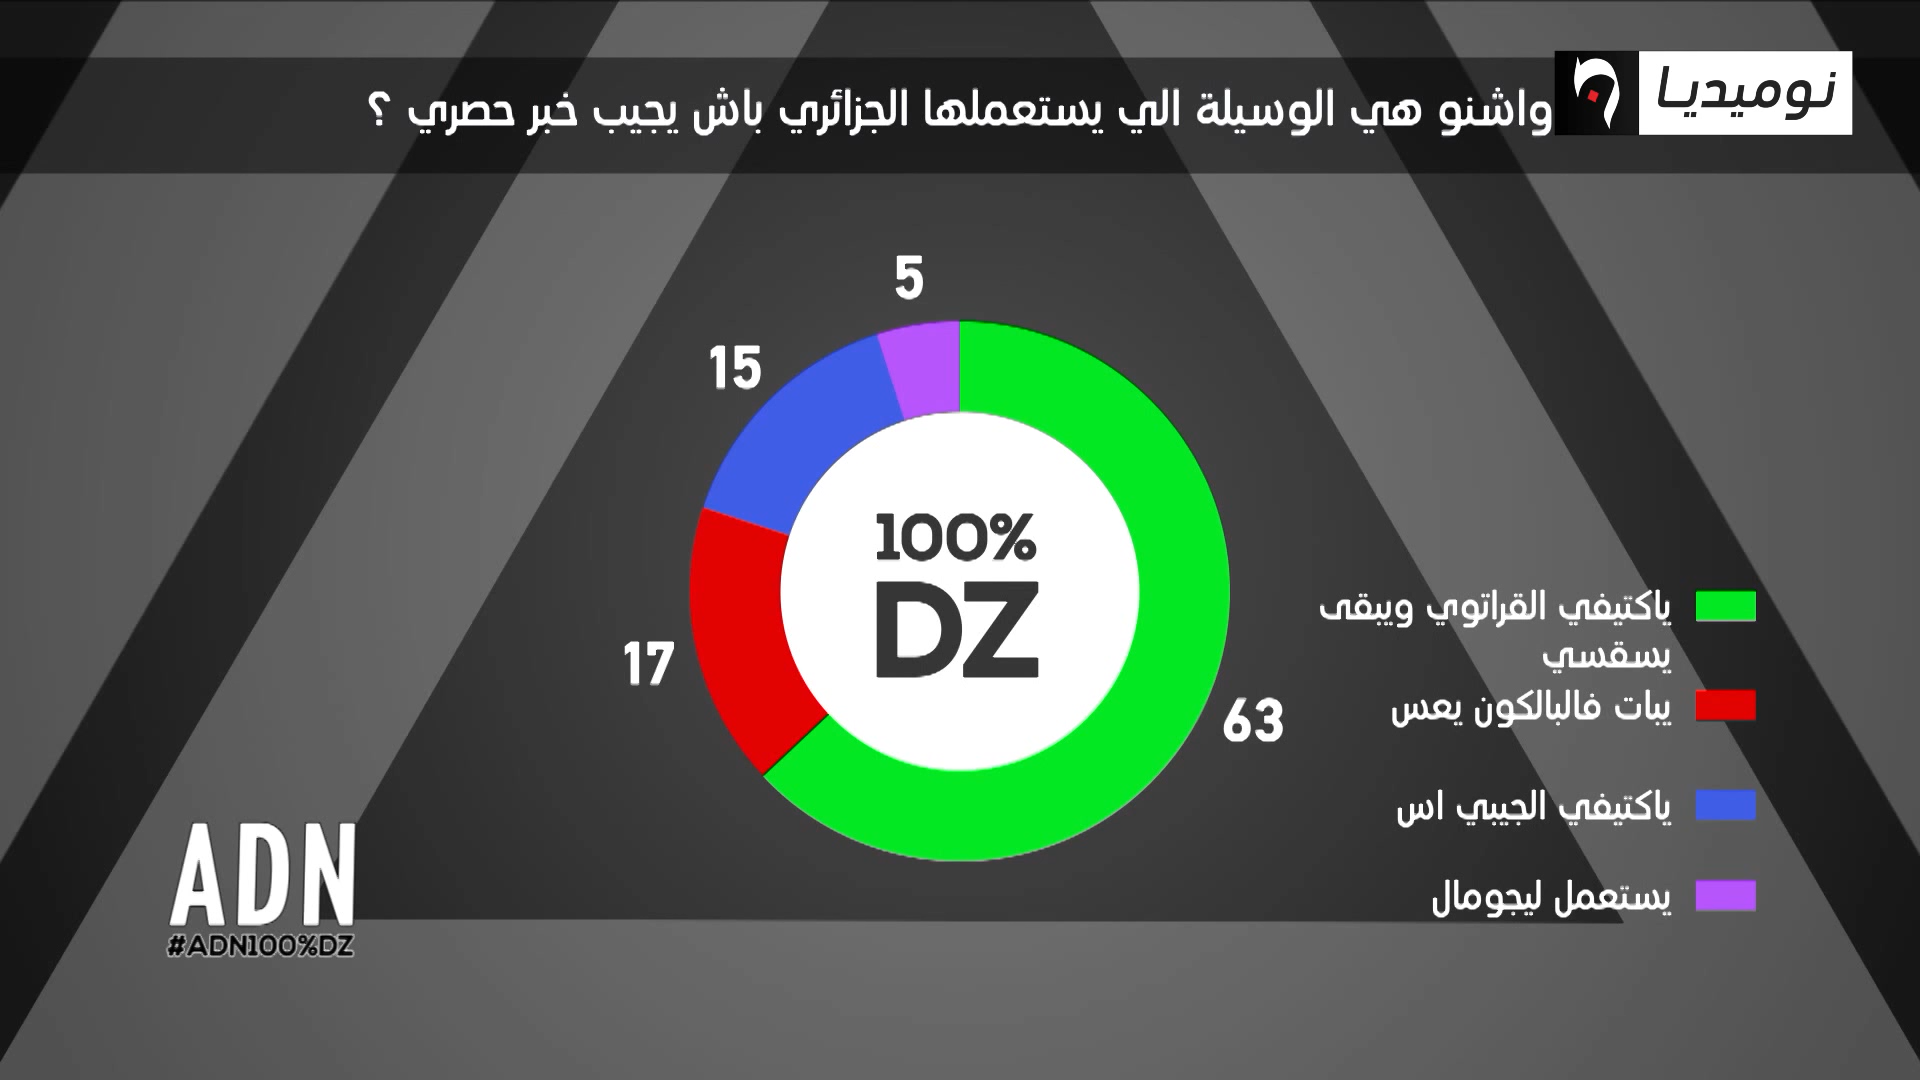 نوميديا
واشنو هي الوسيلة الي يستعملها الجزائري باش يجيب خبر حصري ؟
5
15
17
63
100%
DZ
ياكتيفي القراتوي ويبقى
يسقسي
يبات فالبالكون يعس
ياكتيفي الجيبي اس
يستعمل ليجومال
ADN
#ADN100%DZ